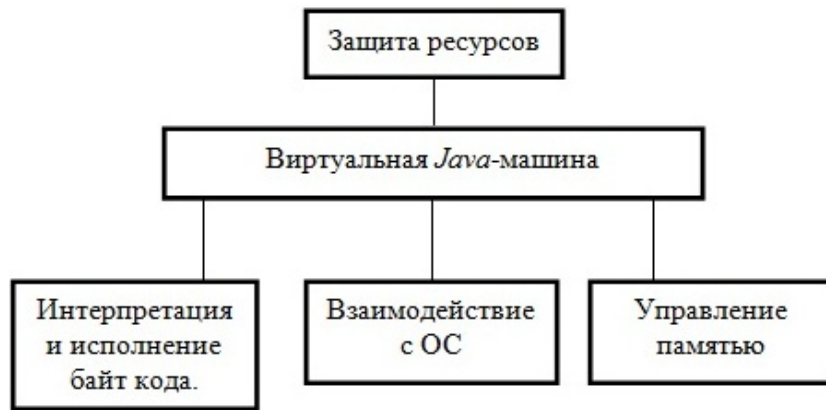 Защита ресурсов
Виртуальная Java-машина
Интерпретация
и исполнение
байт кода.
Взаимодействие
с ОС
Управление
памятью